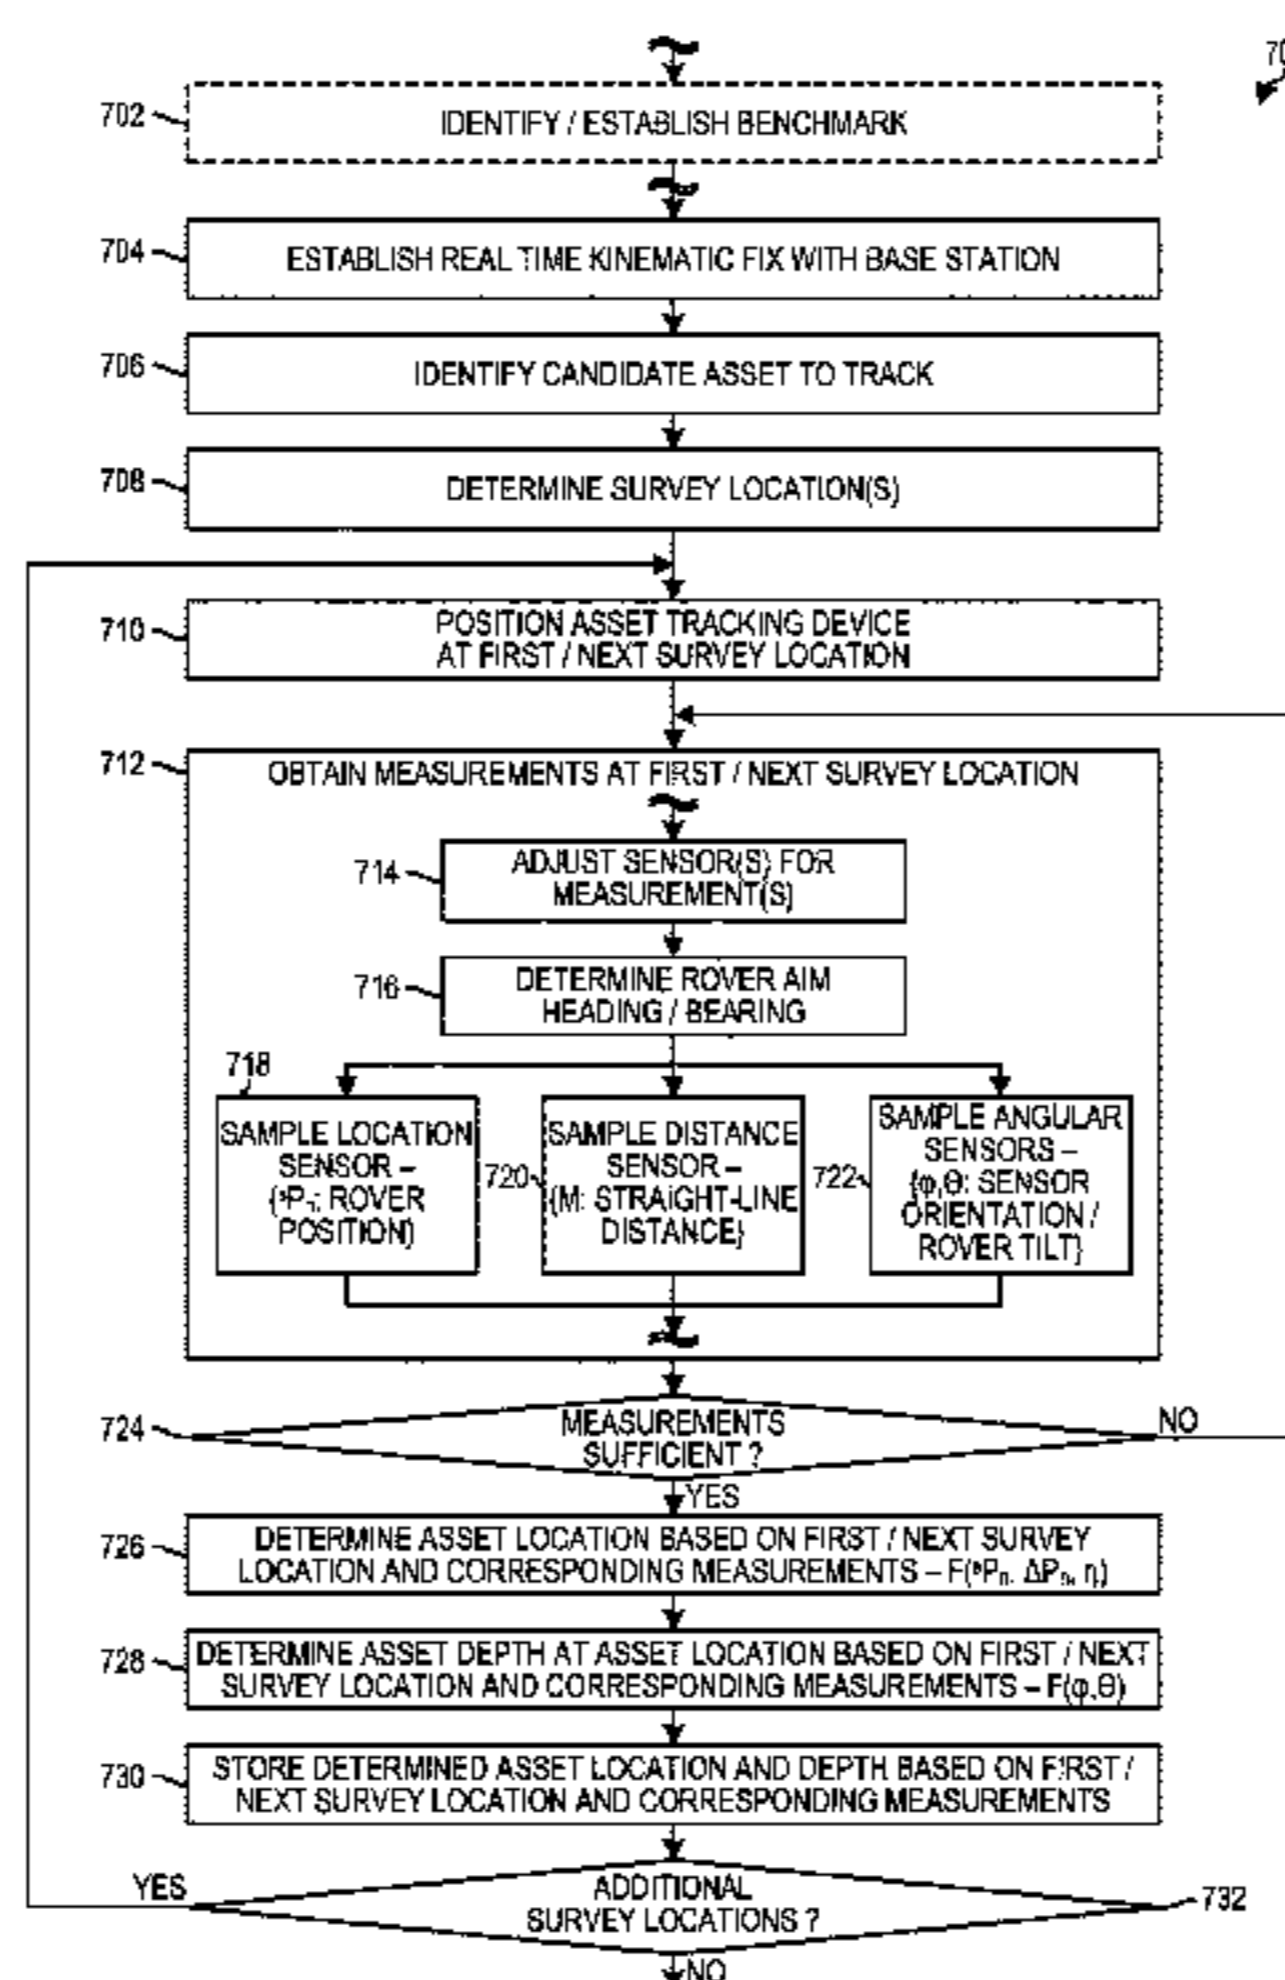 70
702
IDENTIFY / ESTABLISH BENCHMARK
704
ESTABLISH REAL TIME KINEMATIC FIX WITH BASE STATION
706
IDENTIFY CANDIDATE ASSET TO TRACK
708
DETERMINE SURVEY LOCATION(S)
710
POSITION ASSET TRACKING DEVICE
AT FIRST / NEXT SURVEY LOCATION
712
OBTAIN MEASUREMENTS AT FIRST / NEXT SURVEY LOCATION
714
ADJUST SENSOR(S) FOR
MEASUREMENT(S)
716
DETERMINE ROVER AIM
HEADING / BEARING
718
SAMPLE LOCATION
SENSOR –
ROVER
POSITION}
720
SAMPLE DISTANCE
SENSOR –
{M: STRAIGHT-LINE
DISTANCE}
722
SAMPLE ANGULAR
SENSORS –
{φ,Θ: SENSOR
ORIENTATION /
ROVER TILT}
724
MEASUREMENTS
SUFFICIENT ?
NO
YES
726
DETERMINE ASSET LOCATION BASED ON FIRST / NEXT SURVEY
LOCATION AND CORRESPONDING MEASUREMENTS –
728
DETERMINE ASSET DEPTH AT ASSET LOCATION BASED ON FIRST / NEXT
SURVEY LOCATION AND CORRESPONDING MEASUREMENTS – F(φ,Θ)
730
STORE DETERMINED ASSET LOCATION AND DEPTH BASED ON FIRST /
NEXT SURVEY LOCATION AND CORRESPONDING MEASUREMENTS
YES
ADDITIONAL
SURVEY LOCATIONS ?
732
NO